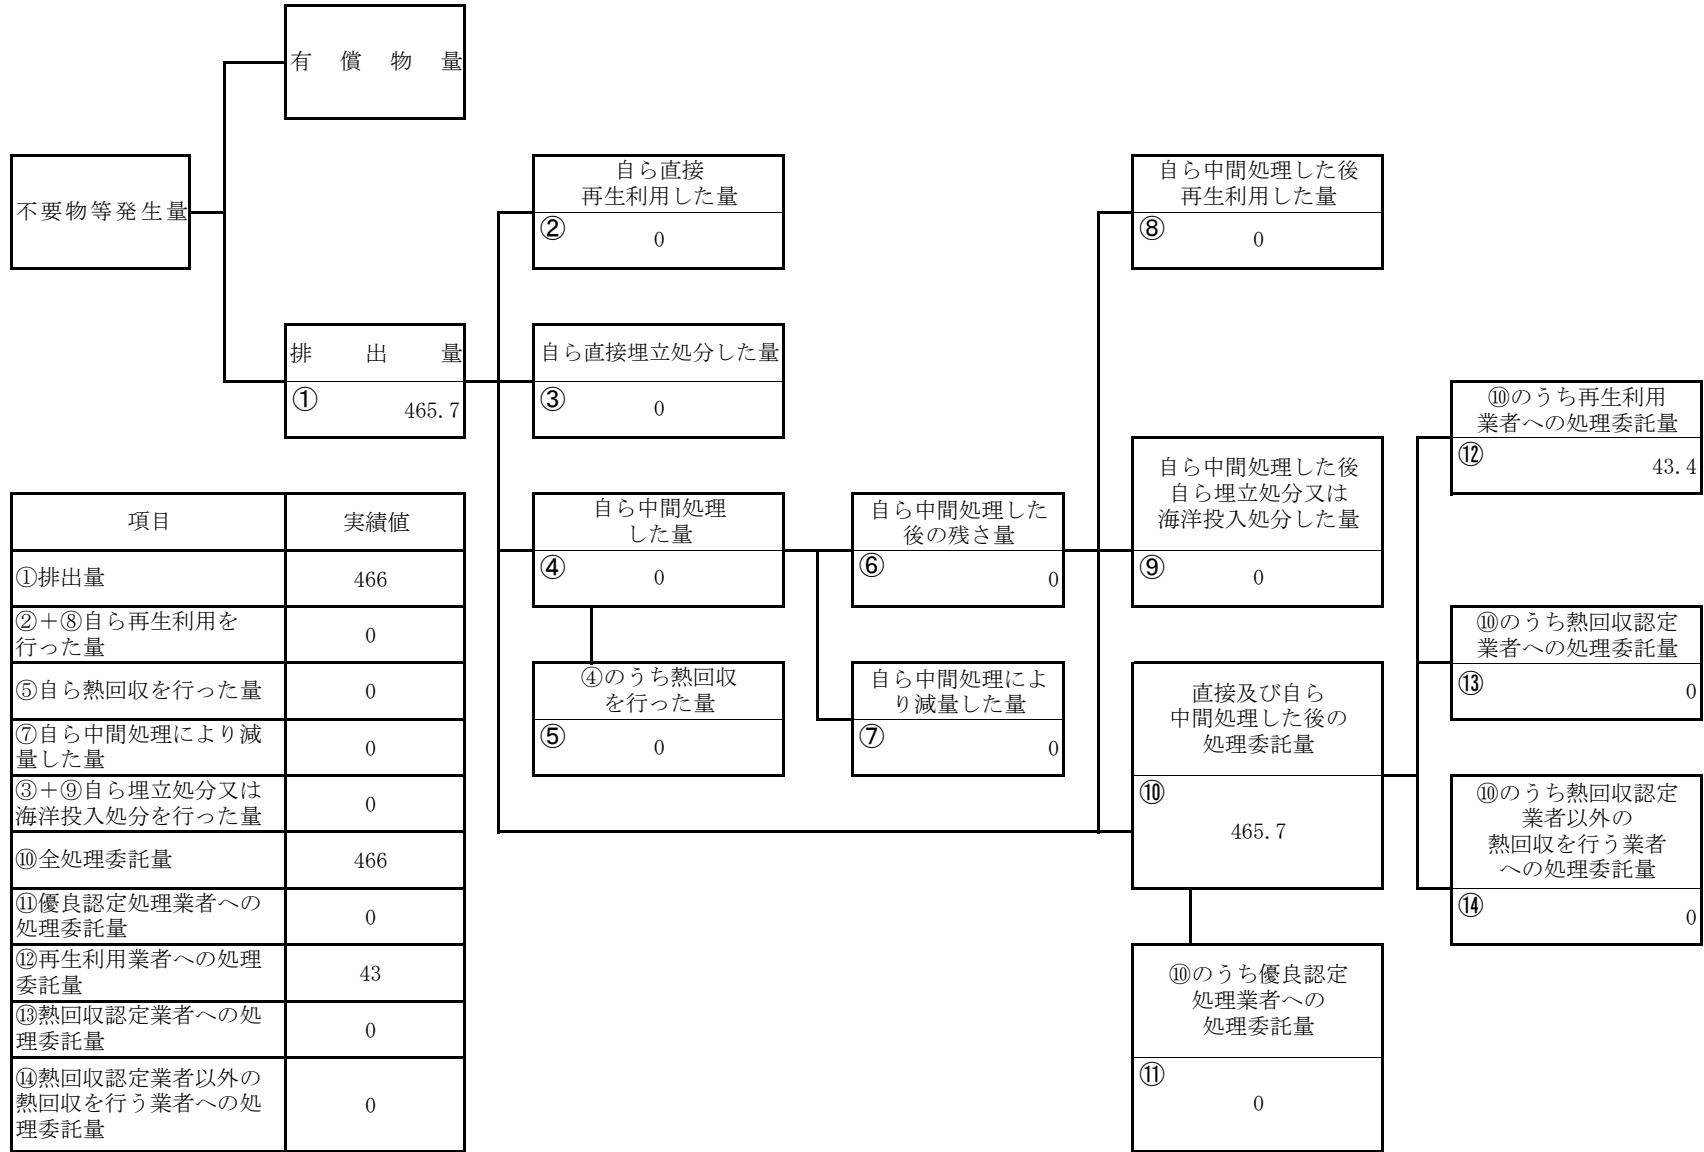 有償物量
不要物等発生量
自ら直接
再生利用した量
②
0
自ら中間処理した後
再生利用した量
⑧
0
排出量
①
465.7
自ら直接埋立処分した量
③
0
⑩のうち再生利用
業者への処理委託量
⑫
43.4
自ら中間処理した後
自ら埋立処分又は
海洋投入処分した量
⑨
0
自ら中間処理
した量
④
0
自ら中間処理した
後の残さ量
⑥
0
⑩のうち熱回収認定
業者への処理委託量
⑬
0
④のうち熱回収
を行った量
⑤
0
自ら中間処理によ
り減量した量
⑦
0
直接及び自ら
中間処理した後の
処理委託量
⑩
465.7
⑩のうち熱回収認定
業者以外の
熱回収を行う業者
への処理委託量
⑭
0
⑩のうち優良認定
処理業者への
処理委託量
⑪
0
項目 実績値
①排出量 466
②＋⑧自ら再生利用を
行った量 0
⑤自ら熱回収を行った量 0
⑦自ら中間処理により減
量した量 0
③＋⑨自ら埋立処分又は
海洋投入処分を行った量 0
⑩全処理委託量 466
⑪優良認定処理業者への
処理委託量 0
⑫再生利用業者への処理
委託量 43
⑬熱回収認定業者への処
理委託量 0
⑭熱回収認定業者以外の
熱回収を行う業者への処
理委託量 0